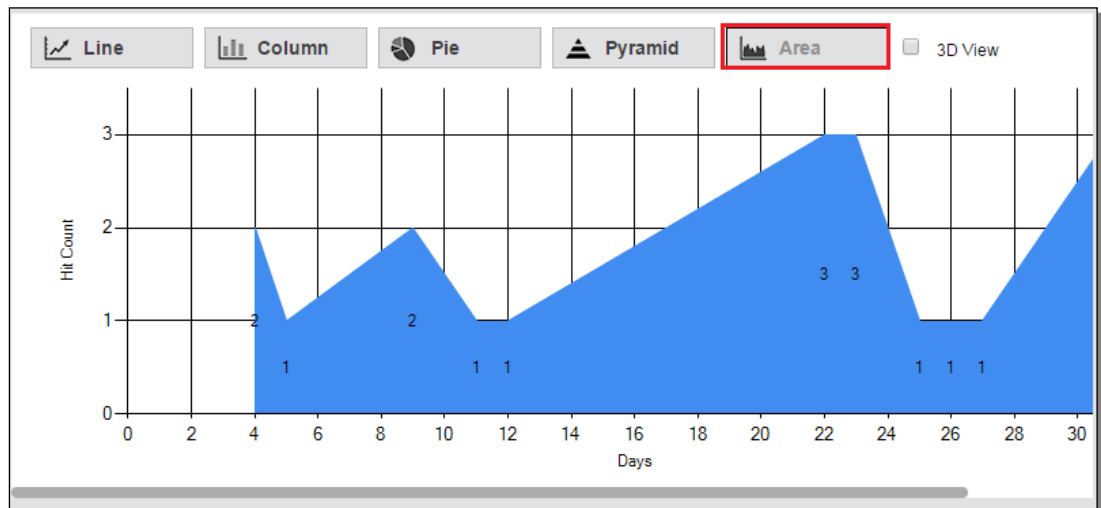 Line Column Pie Pyramid Area 3D View
3
2
1
0
Hit Count
2 1 2 1 1 3 3 1 1 1
0 2 4 6 8 10 12 14 16 18 20 22 24 26 28 30
Days